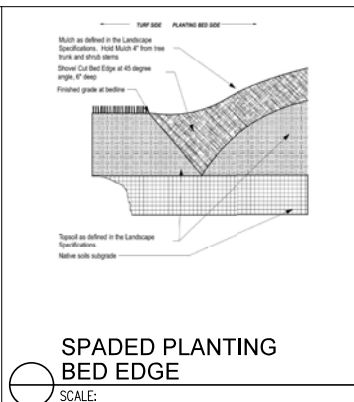 TURF SIDE PLANTING BED SIDE
Mulch as defined in the Landscape
Specifications. Hold Mulch 4" from tree
trunk and shrub stems
Shovel Cut Bed Edge at 45 degree
angle, 6" deep
Finished grade at bedline
Topsoil as defined in the Landscape
Specifications.
Native soils subgrade
SPADED PLANTING
BED EDGE
SCALE: